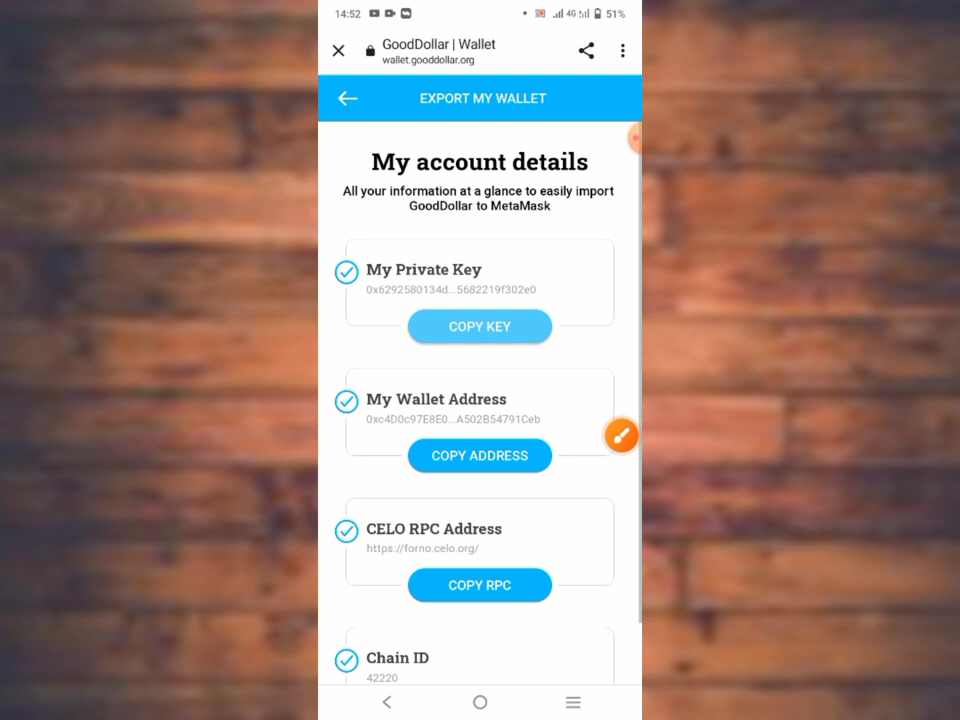 14:52
4G
51%
GoodDollar | Wallet
wallet.gooddollar.org
EXPORT MY WALLET
My account details
All your information at a glance to easily import
GoodDollar to MetaMask
My Private Key
0x6292580134d...5682219f302e0
COPY KEY
My Wallet Address
0xc4D0c97E8E0...A502B54791Ceb
COPY ADDRESS
CELO RPC Address
https://forno.celo.org/
COPY RPC
Chain ID
42220